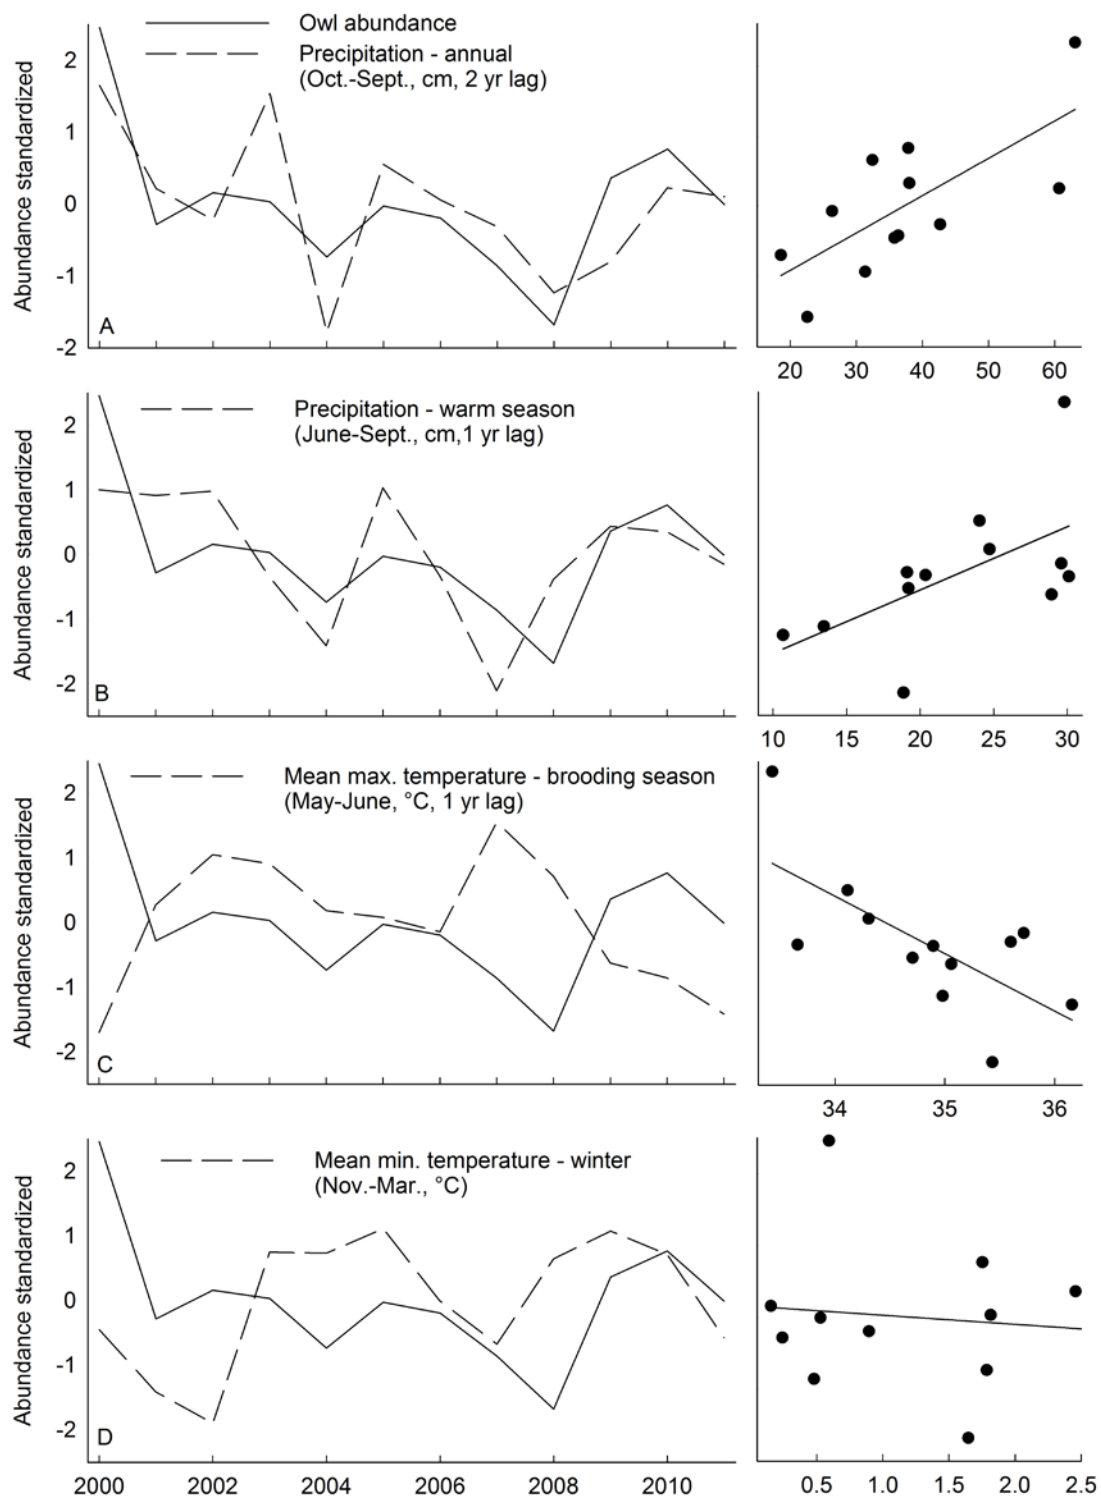 Owl abundance
Precipitation - annual
(Oct.-Sept., cm, 2 yr lag)
Abundance standardized
2
1
0
-1
-2
A
20 30 40 50 60
Precipitation - warm season
(June-Sept., cm,1 yr lag)
Abundance standardized
2
1
0
-1
-2
B
10 15 20 25 30
Mean max. temperature - brooding season
(May-June, °C, 1 yr lag)
Abundance standardized
2
1
0
-1
-2
C
34 35 36
Mean min. temperature - winter
(Nov.-Mar., °C)
Abundance standardized
2
1
0
-1
-2
D
2000 2002 2004 2006 2008 2010
0.5 1.0 1.5 2.0 2.5